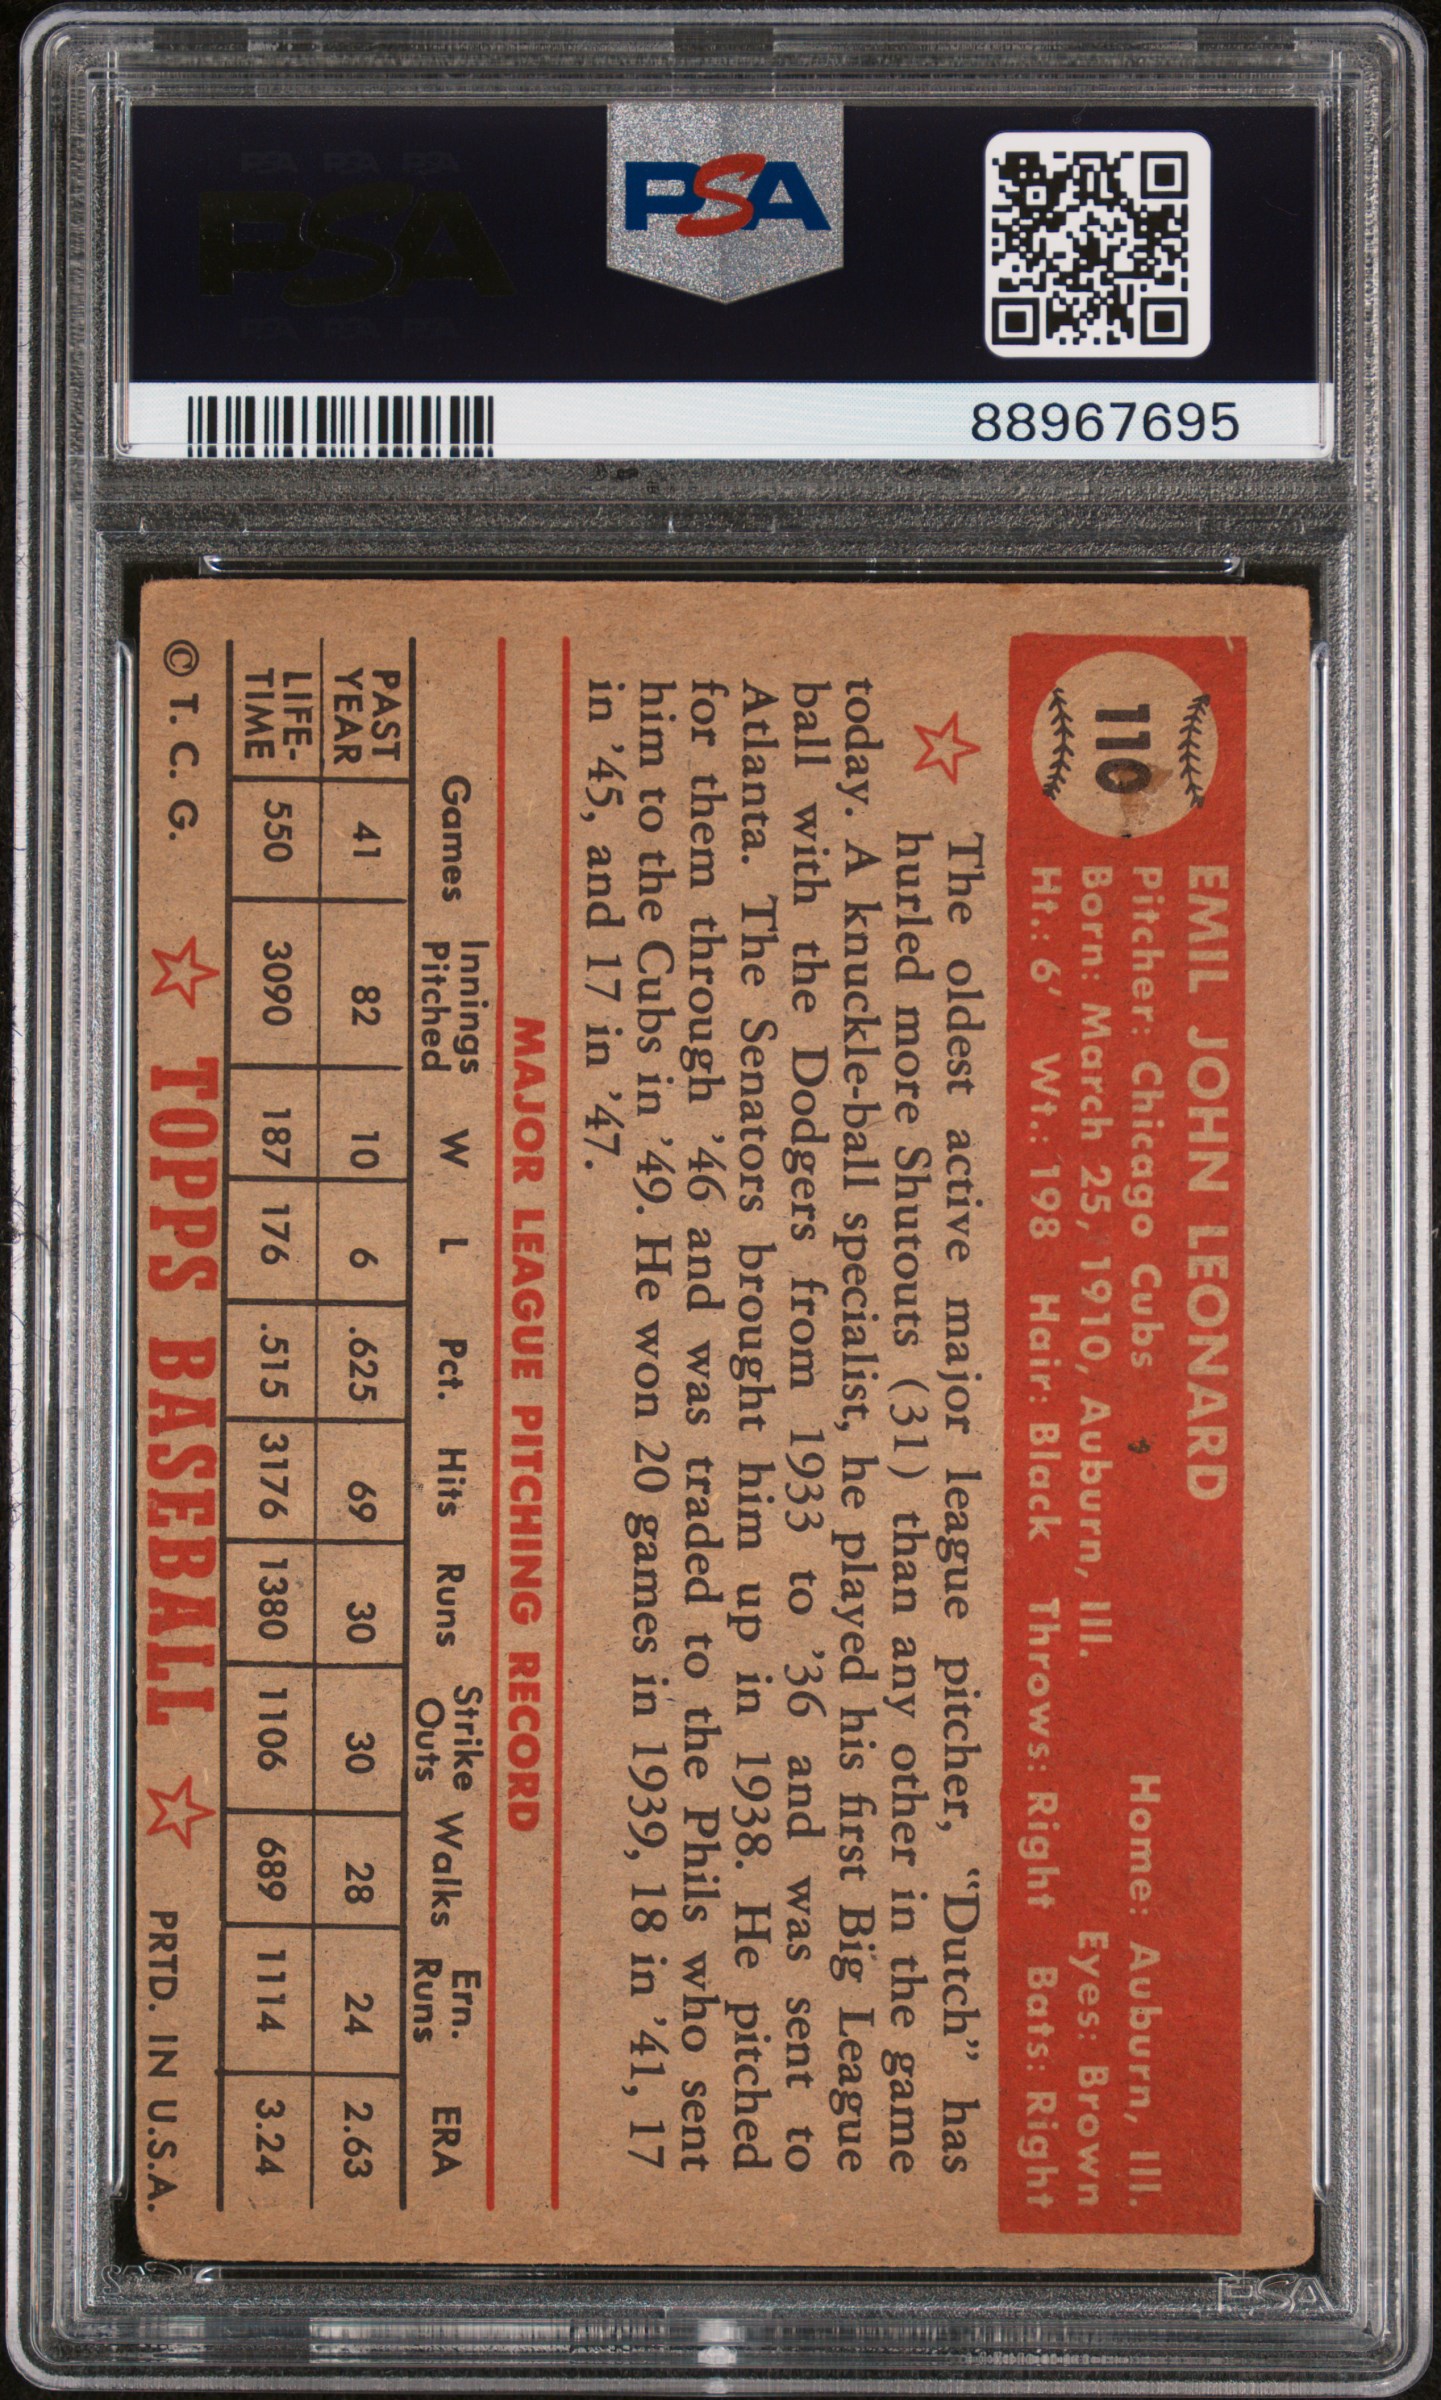 PSA PSA PSA
PSA
PSA PSA PSA
PSA
88967695
110
EMIL JOHN LEONARD
Pitcher: Chicago Cubs Home: Auburn, Ill.
Born: March 25, 1910, Auburn, Ill. Eyes: Brown
Ht.: 6' Wt.: 198 Hair: Black Throws: Right Bats: Right
The oldest active major league pitcher, “Dutch” has
hurled more Shutouts (31) than any other in the game
today. A knuckle-ball specialist, he played his first Big League
ball with the Dodgers from 1933 to ’36 and was sent to
Atlanta. The Senators brought him up in 1938. He pitched
for them through ’46 and was traded to the Phils who sent
him to the Cubs in ’49. He won 20 games in 1939, 18 in ’41, 17
in ’45, and 17 in ’47.
MAJOR LEAGUE PITCHING RECORD
Games Innings Pitched W L Pct. Hits Runs Strike Outs Walks Ern. Runs ERA
PAST YEAR 41 82 10 6 .625 69 30 30 28 24 2.63
LIFE-TIME 550 3090 187 176 .515 3176 1380 1106 689 1114 3.24
© T. C. G. TOPPS BASEBALL PRTD. IN U.S.A.
PSA